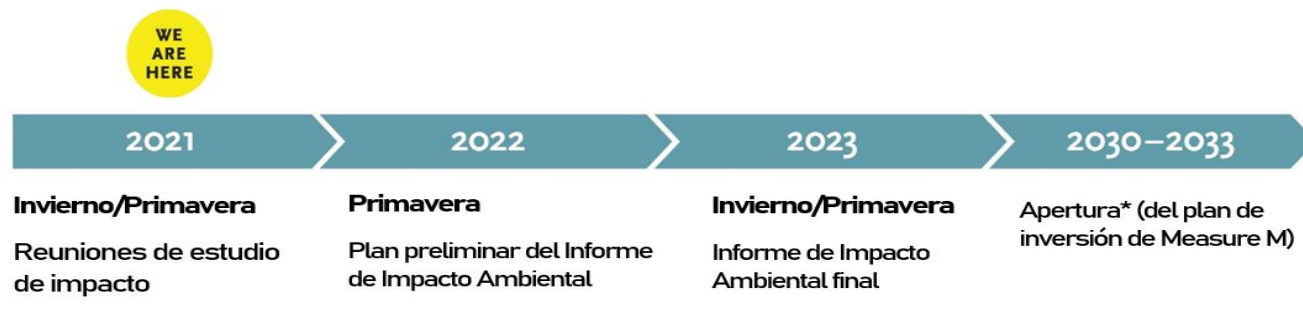 WE
ARE
HERE
2021
2022
2023
2030–2033
Invierno/Primavera
Reuniones de estudio
de impacto
Primavera
Plan preliminar del Informe
de Impacto Ambiental
Invierno/Primavera
Informe de Impacto
Ambiental final
Apertura* (del plan de
inversión de Measure M)